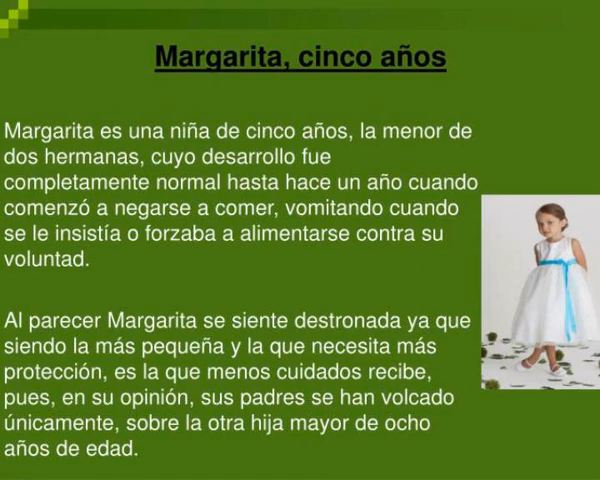 Margarita, cinco años
Margarita es una niña de cinco años, la menor de
dos hermanas, cuyo desarrollo fue
completamente normal hasta hace un año cuando
comenzó a negarse a comer, vomitando cuando
se le insistía o forzaba a alimentarse contra su
voluntad.
Al parecer Margarita se siente destronada ya que
siendo la más pequeña y la que necesita más
protección, es la que menos cuidados recibe,
pues, en su opinión, sus padres se han volcado
únicamente, sobre la otra hija mayor de ocho
años de edad.